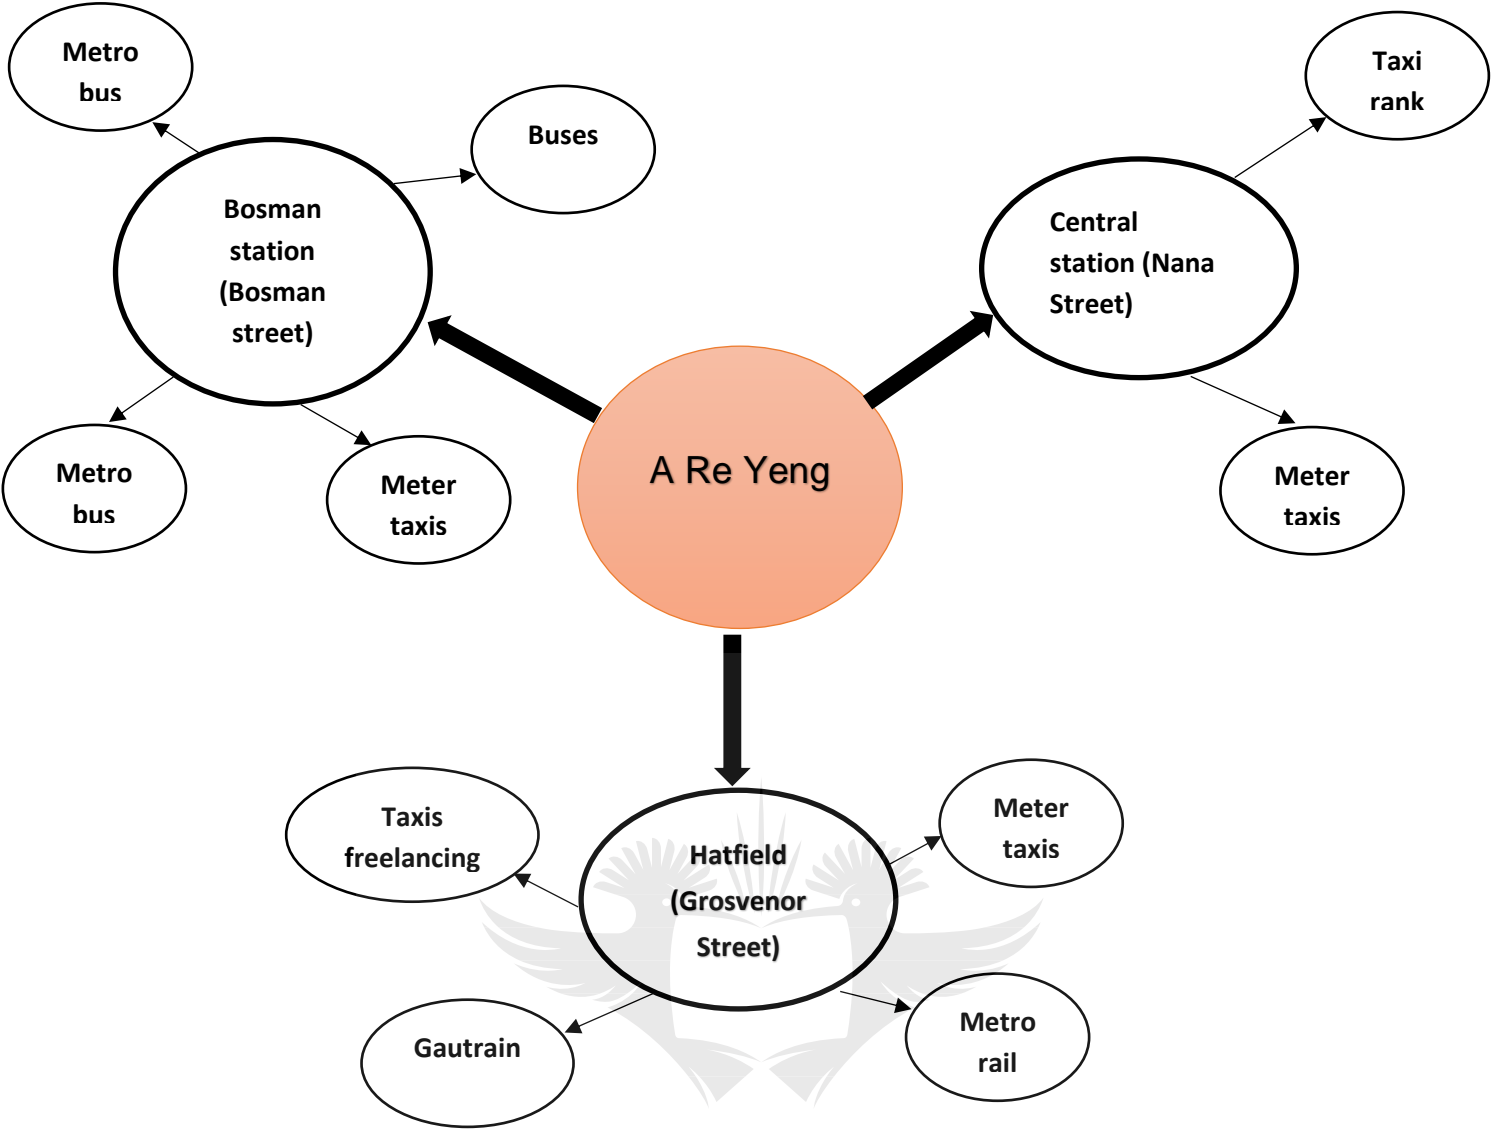 Metro
bus
Buses
Taxi
rank
Bosman
station
(Bosman
street)
Central
station (Nana
Street)
Metro
bus
Meter
taxis
A Re Yeng
Meter
taxis
Taxis
freelancing
Hatfield
(Grosvenor
Street)
Meter
taxis
Gautrain
Metro
rail